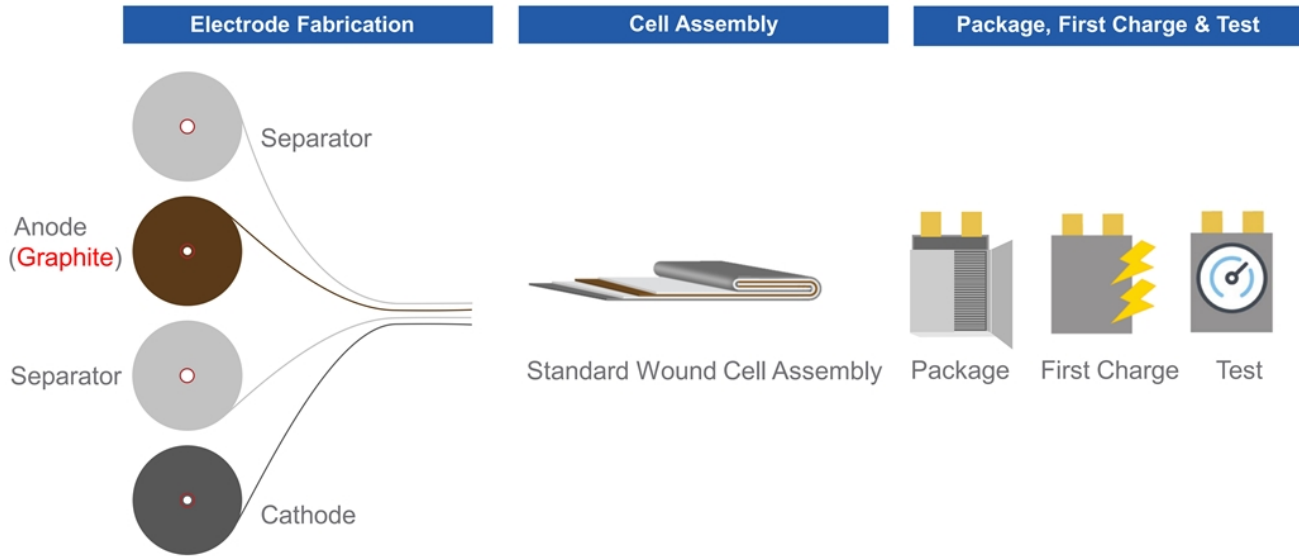 Electrode Fabrication
Cell Assembly
Package, First Charge & Test
Separator
Anode
(Graphite)
Separator
Cathode
Standard Wound Cell Assembly
Package
First Charge
Test